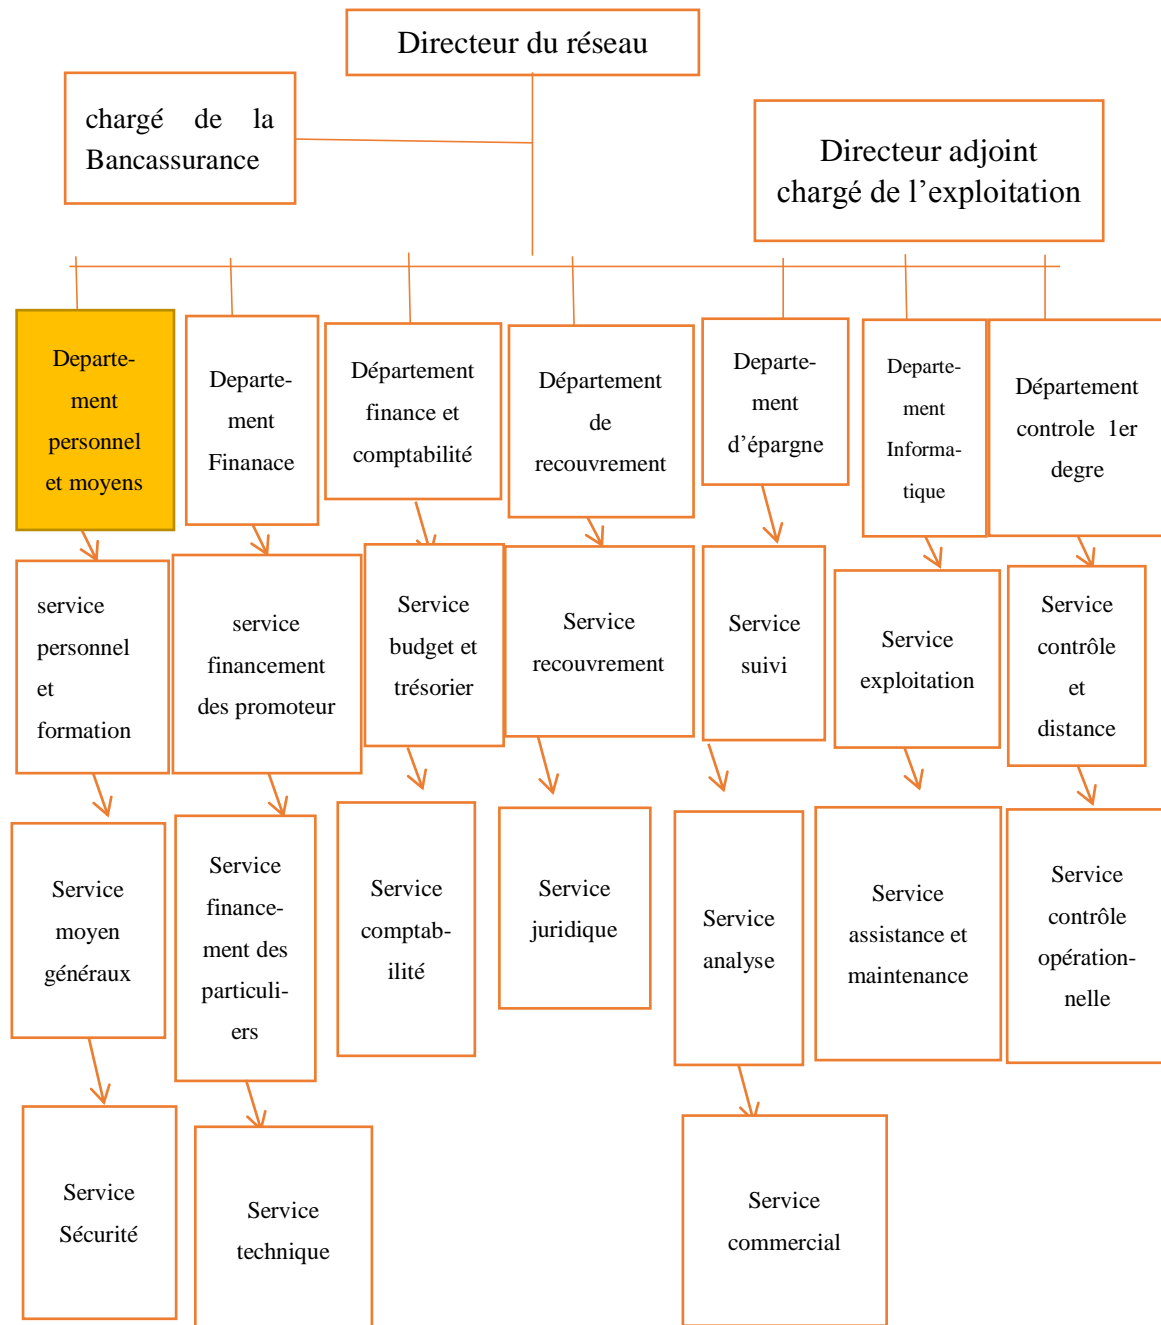 Directeur du réseau
chargé de la
Bancassurance
Directeur adjoint
chargé de l’exploitation
Departe-
ment
personnel
et moyens
Departe-
ment
Finanace
Département
finance et
comptabilité
Département
de
recouvrement
Departe-
ment
d’épargne
Departe-
ment
Informa-
tique
Département
controle 1er
degre
service
personnel
et
formation
service
financement
des promoteur
Service
budget et
trésorier
Service
recouvrement
Service
suivi
Service
exploitation
Service
contrôle
et
distance
Service
moyen
généraux
Service
finance-
ment des
particuli-
ers
Service
comptab-
ilité
Service
juridique
Service
analyse
Service
assistance et
maintenance
Service
contrôle
opération-
nelle
Service
Sécurité
Service
technique
Service
commercial